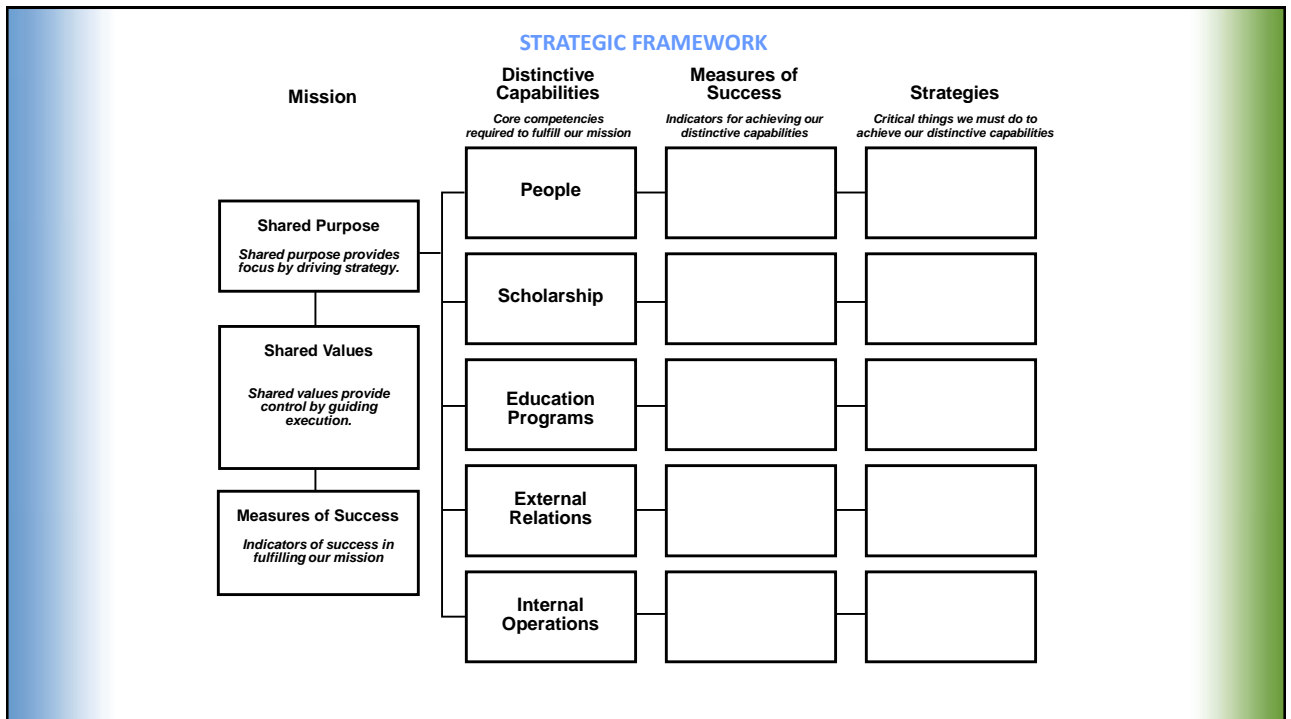 STRATEGIC FRAMEWORK
Mission
Distinctive
Capabilities
Core competencies
required to fulfill our mission
Measures of
Success
Indicators for achieving our
distinctive capabilities
Strategies
Critical things we must do to
achieve our distinctive capabilities
Shared Purpose
Shared purpose provides
focus by driving strategy.
Shared Values
Shared values provide
control by guiding
execution.
Measures of Success
Indicators of success in
fulfilling our mission
People
Scholarship
Education
Programs
External
Relations
Internal
Operations